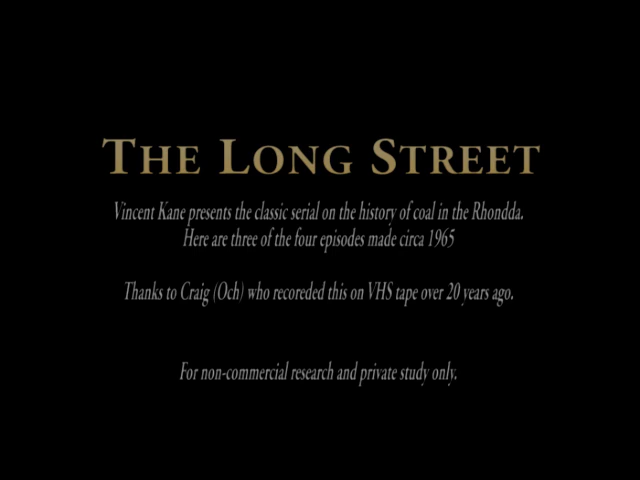 THE LONG STREET
Vincent Kane presents the classic serial on the history of coal in the Rhondda.
Here are three of the four episodes made circa 1965
Thanks to Craig (Och) who recoreded this on VHS tape over 20 years ago.
For non-commercial research and private study only.